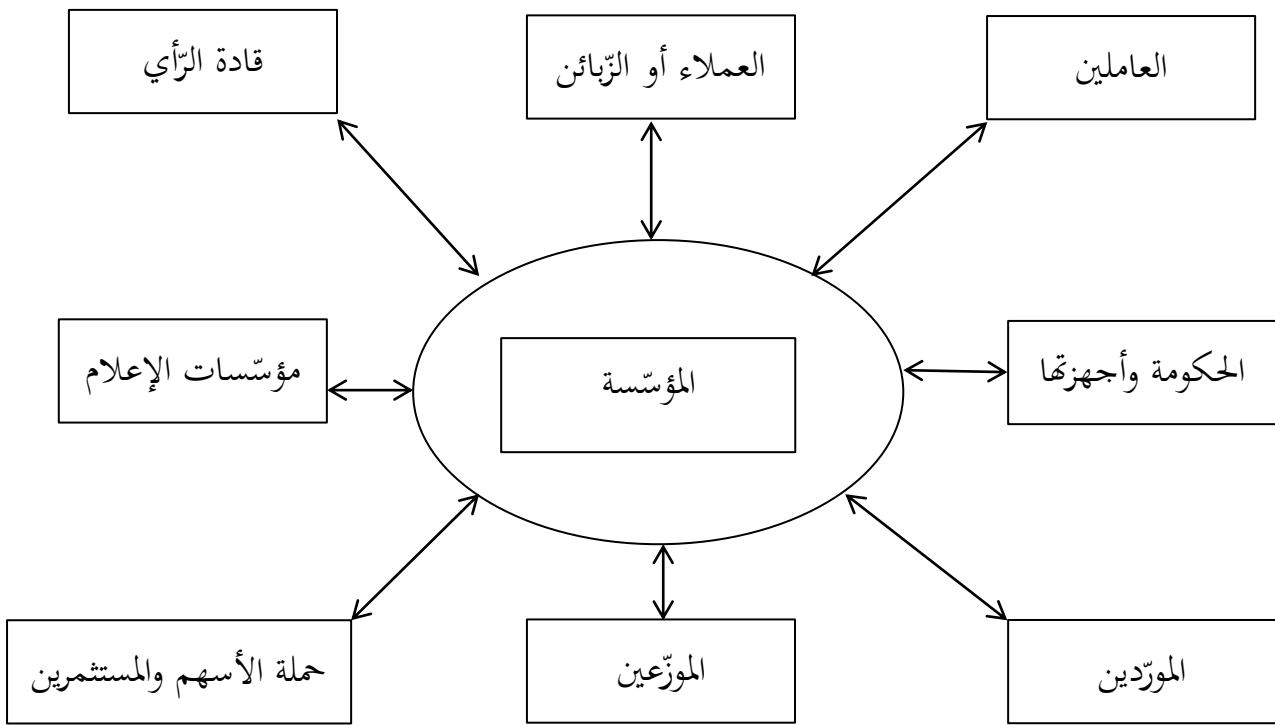 العاملين
العملاء أو الزّبائن
قادة الرّأي
الحكومة وأجهزتها
المؤسّسة
مؤسّسات الإعلام
المورّدين
الموزّعين
حملة الأسهم والمستثمرين